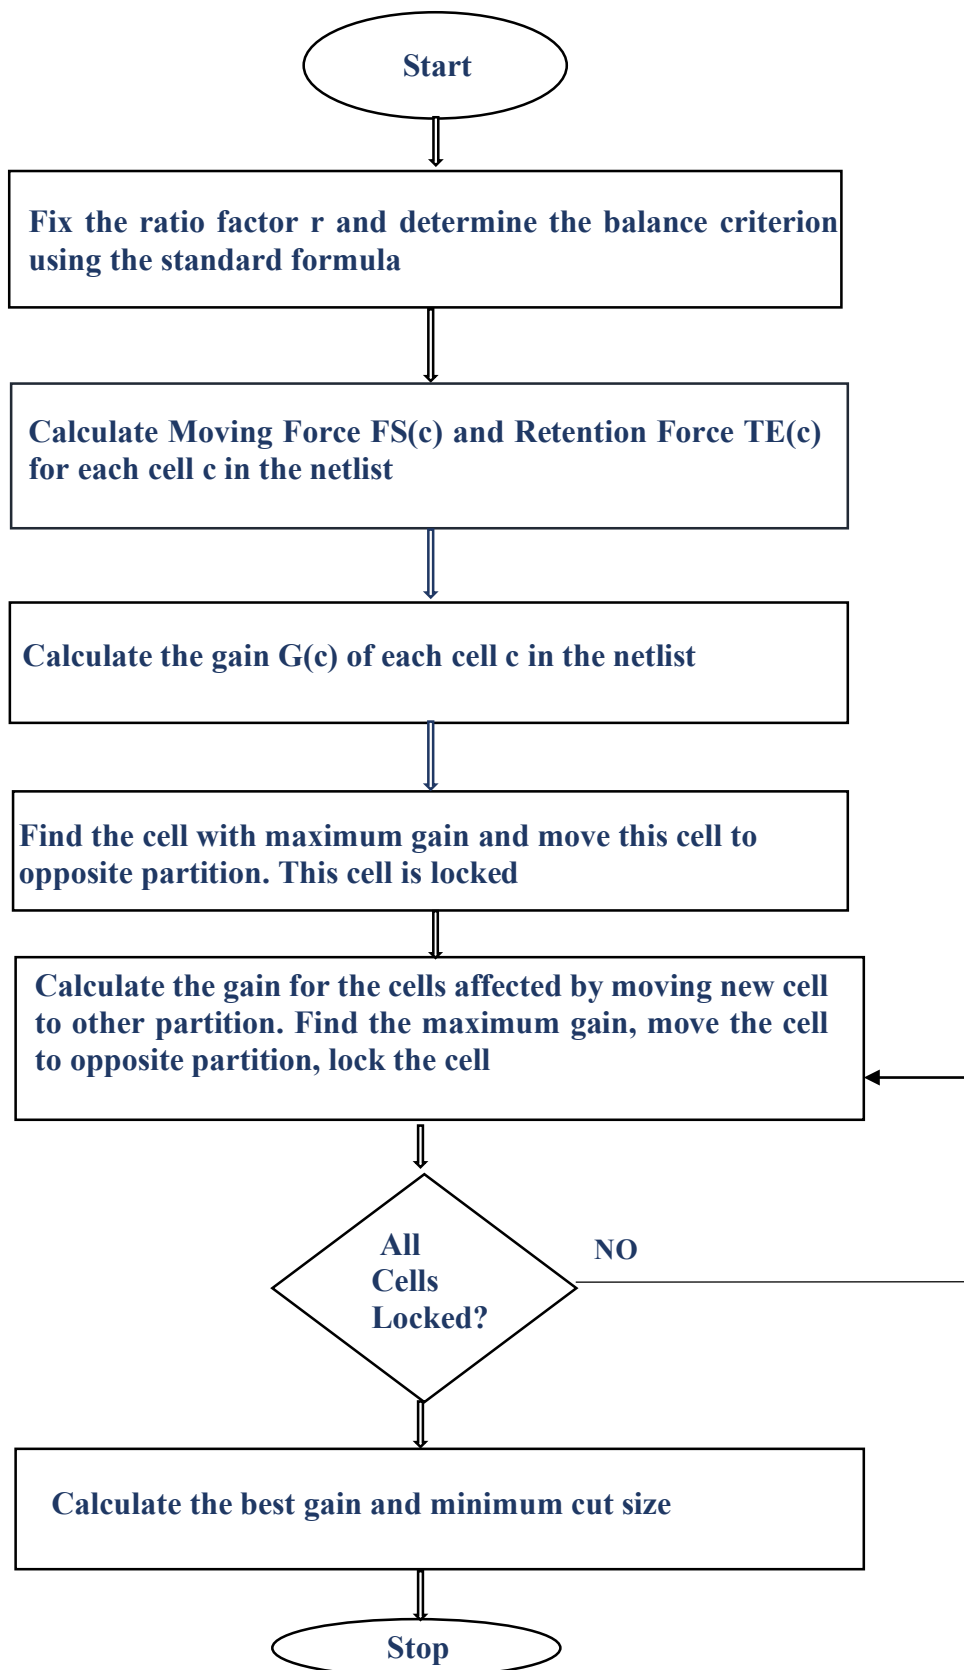 Start
Fix the ratio factor r and determine the balance criterion
using the standard formula
Calculate Moving Force FS(c) and Retention Force TE(c)
for each cell c in the netlist
Calculate the gain G(c) of each cell c in the netlist
Find the cell with maximum gain and move this cell to
opposite partition. This cell is locked
Calculate the gain for the cells affected by moving new cell
to other partition. Find the maximum gain, move the cell
to opposite partition, lock the cell
All
Cells
Locked?
NO
Calculate the best gain and minimum cut size
Stop